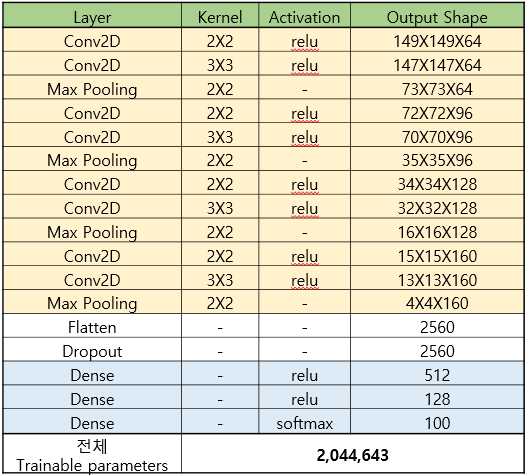 Layer Kernel Activation Output Shape
Conv2D 2X2 relu 149X149X64
Conv2D 3X3 relu 147X147X64
Max Pooling 2X2 - 73X73X64
Conv2D 2X2 relu 72X72X96
Conv2D 3X3 relu 70X70X96
Max Pooling 2X2 - 35X35X96
Conv2D 2X2 relu 34X34X128
Conv2D 3X3 relu 32X32X128
Max Pooling 2X2 - 16X16X128
Conv2D 2X2 relu 15X15X160
Conv2D 3X3 relu 13X13X160
Max Pooling 2X2 - 4X4X160
Flatten - - 2560
Dropout - - 2560
Dense - relu 512
Dense - relu 128
Dense - softmax 100
전체
Trainable parameters 2,044,643